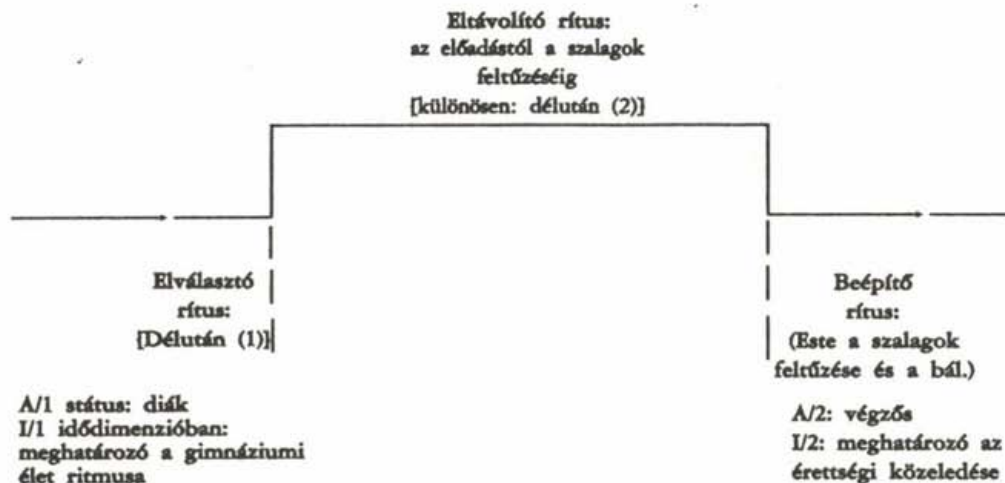 Eltávolító rítus:
az előadástól a szalagok
feltűzéséig
[különösen: délután (2)]
Elválasztó
rítus:
[Délután (1)]
A/1 státus: diák
I/1 idődimenzióban:
meghatározó a gimnáziumi
élet ritmusa
Beépítő
rítus:
(Este a szalagok
feltűzése és a bál.)
A/2: végzős
I/2: meghatározó az
érettségi közeledése